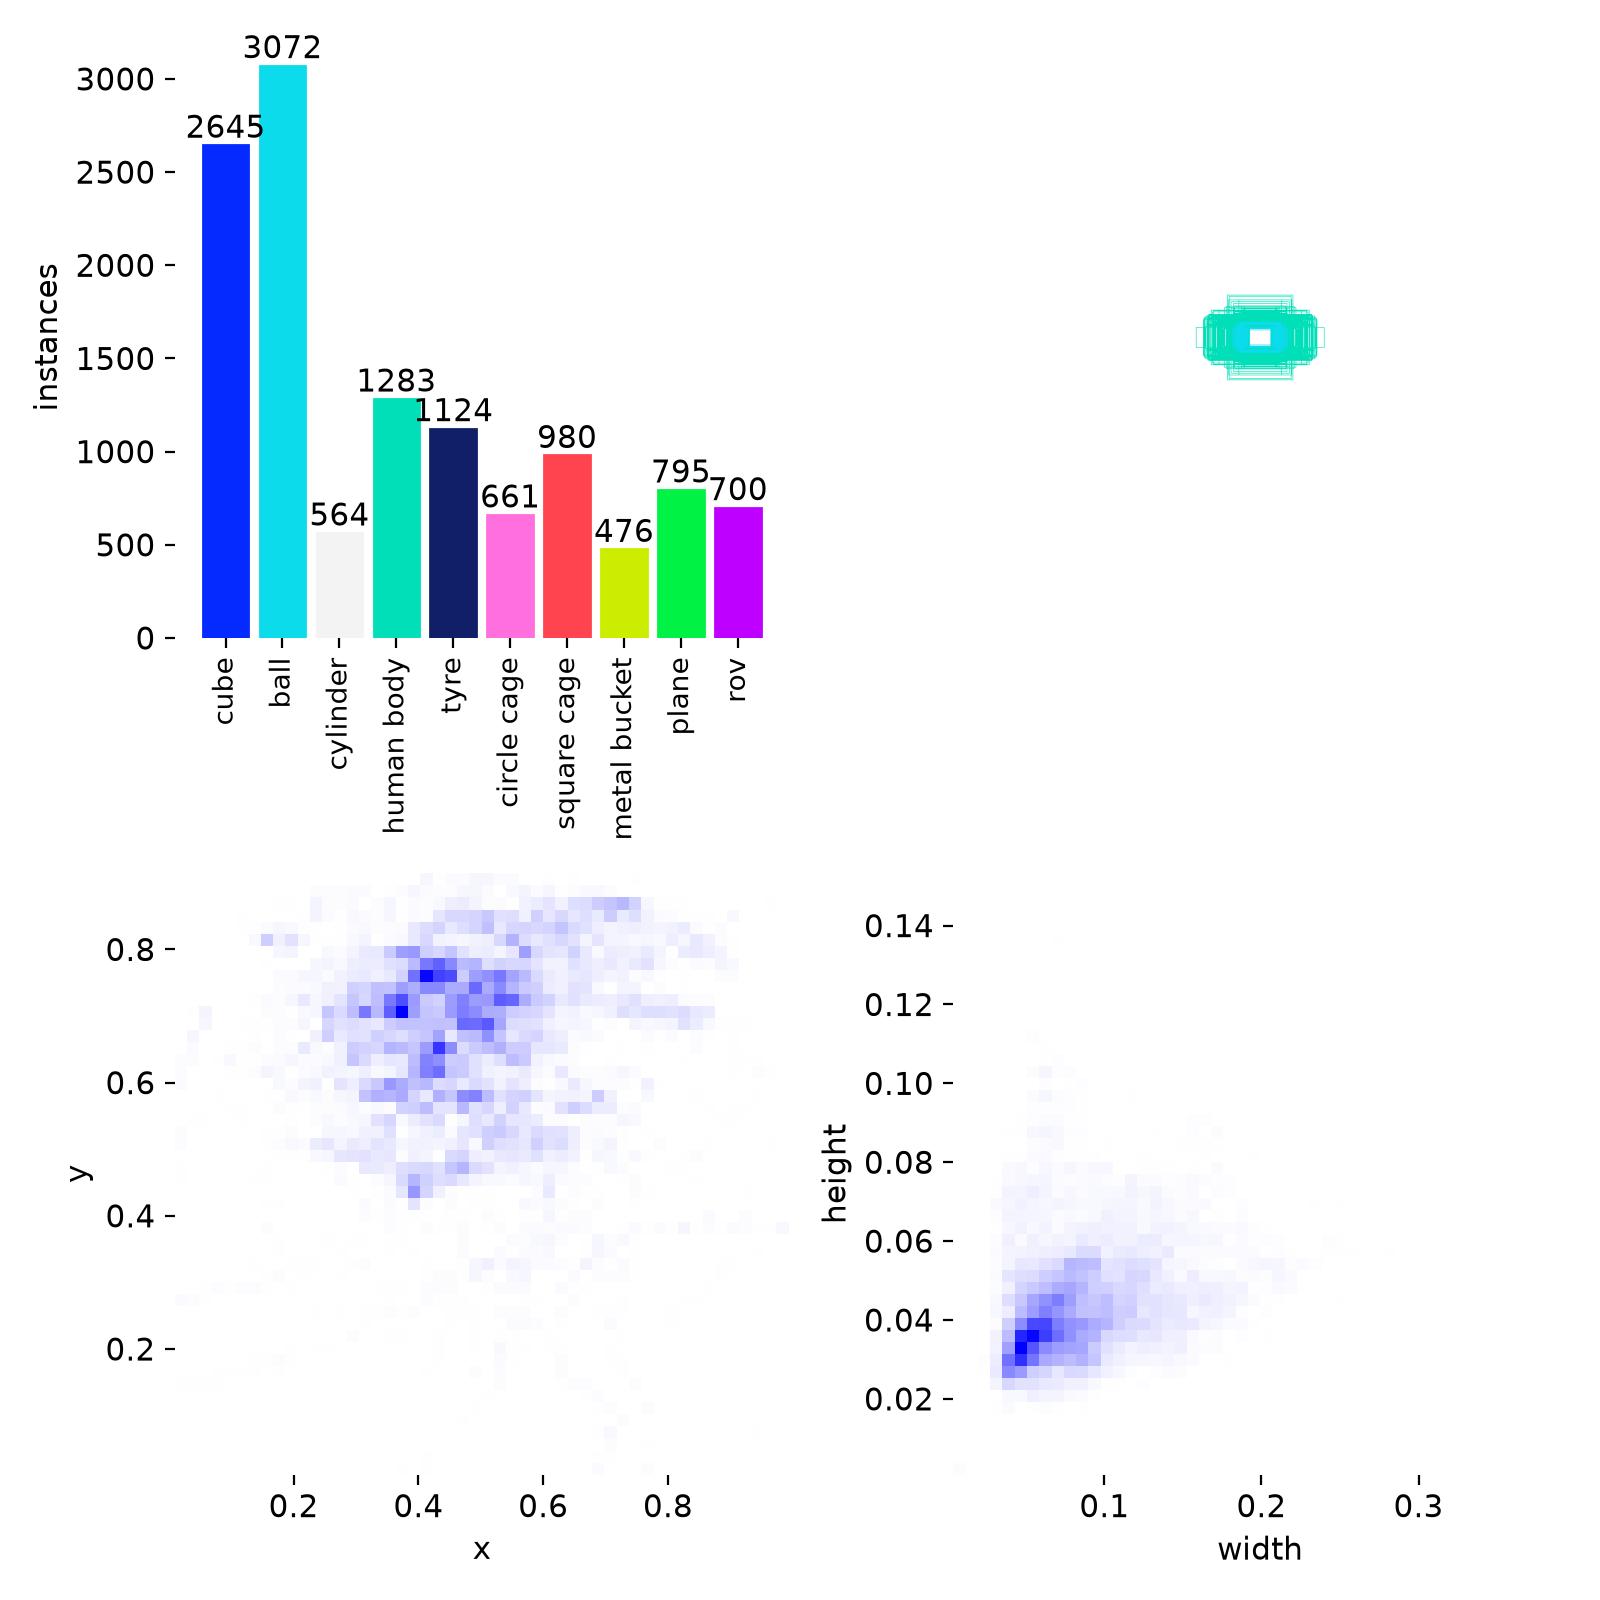 3072
3000
2645
2500
2000
instances
1500
1283
1124
1000
980
795
700
661
564
500
476
0
cube
ball
cylinder
human body
tyre
circle cage
square cage
metal bucket
plane
rov
0.8
0.6
y
0.4
0.2
0.2 0.4 0.6 0.8
x
0.14
0.12
0.10
height
0.08
0.06
0.04
0.02
0.1 0.2 0.3
width